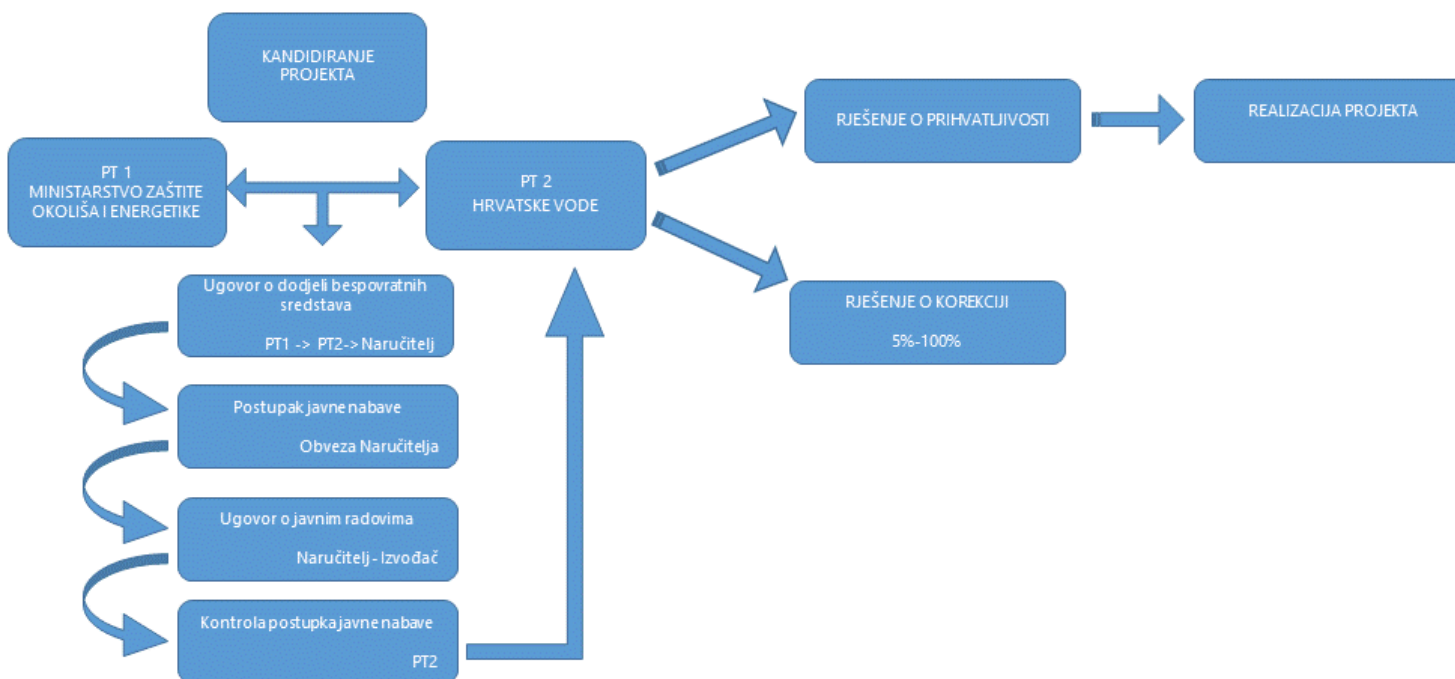 KANDIDIRANJE
PROJEKTA
PT 1
MINISTARSTVO ZAŠTITE
OKOLIŠA I ENERGETIKE
PT 2
HRVATSKE VODE
RJEŠENJE O PRIHVATLJIVOSTI
REALIZACIJA PROJEKTA
RJEŠENJE O KOREKCIJI
5%-100%
Ugovor o dodjeli bespovratnih
sredstava
PT1 -> PT2-> Naručitelj
Postupak javne nabave
Obveza Naručitelja
Ugovor o javnim radovima
Naručitelj - Izvođač
Kontrola postupka javne nabave
PT2